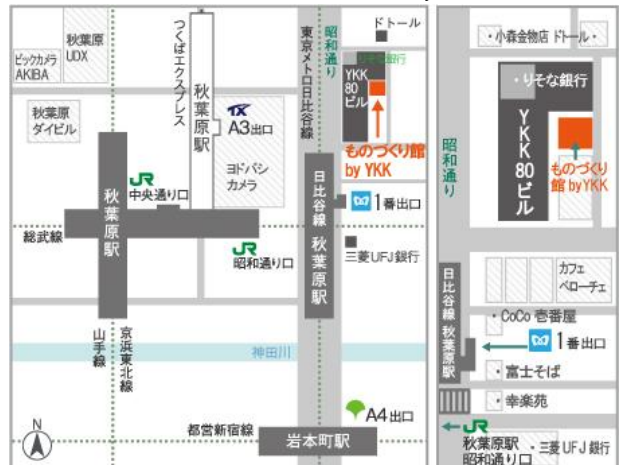 ドトール
秋葉原
UDX
ビックカメラ
AKIBA
つくばエクスプレス
秋葉原駅
東京メトロ日比谷線
昭和通り
りそな銀行
YKK
80
ビル
秋葉原
ダイビル
TX
A3出口
ヨドバシ
カメラ
ものづくり館
by YKK
JR
中央通り口
秋葉原駅
日比谷線 秋葉原駅
1番出口
総武線
JR
昭和通り口
三菱UFJ銀行
山手線
京浜東北線
神田川
N
都営新宿線
A4出口
岩本町駅
・小森金物店 ドトール・
・りそな銀行
昭和通り
YKK80ビル
ものづくり
館 byYKK
カフェ
ベローチェ
日比谷線 秋葉原駅
・CoCo 壱番屋
1番出口
・富士そば
・幸楽苑
JR
秋葉原駅
昭和通り口
・三菱UFJ銀行